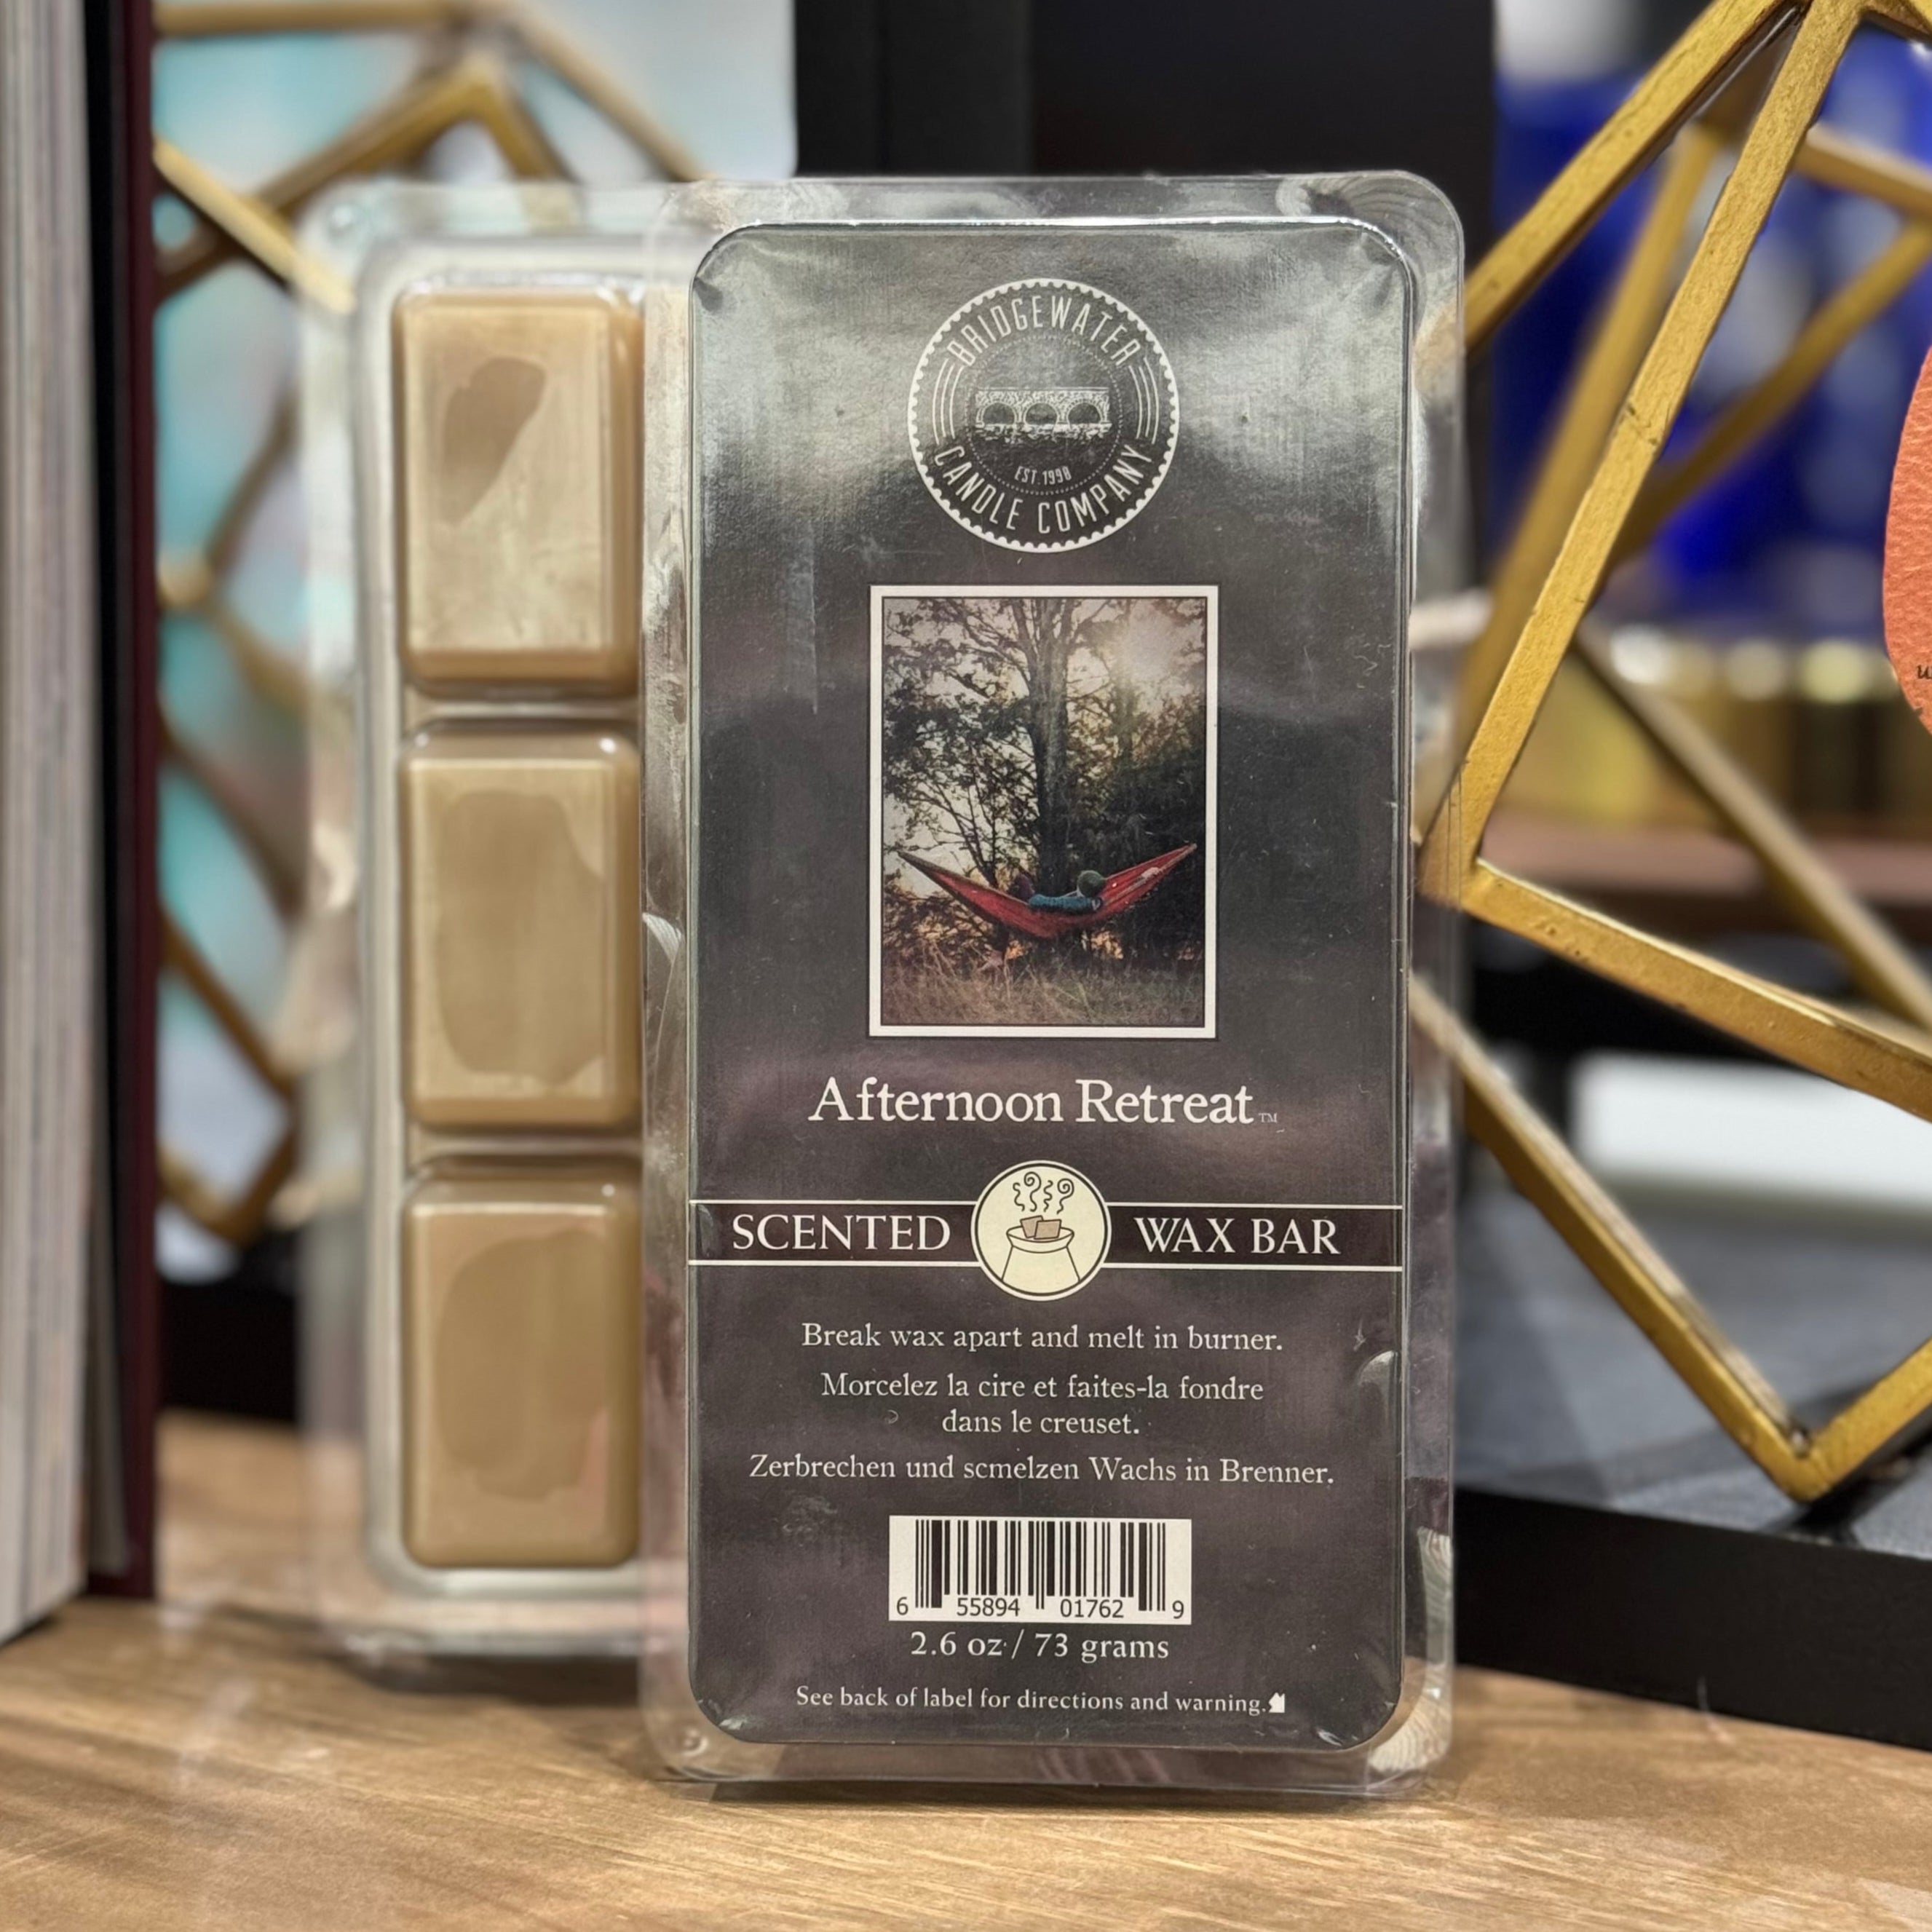 BRIDGEWATER
EST. 1998
CANDLE COMPANY
Afternoon Retreat™
SCENTED WAX BAR
Break wax apart and melt in burner.
Morcelez la cire et faites-la fondre
dans le creuset.
Zerbrechen und scmelzen Wachs in Brenner.
6 55894 01762 9
2.6 oz / 73 grams
See back of label for directions and warning.